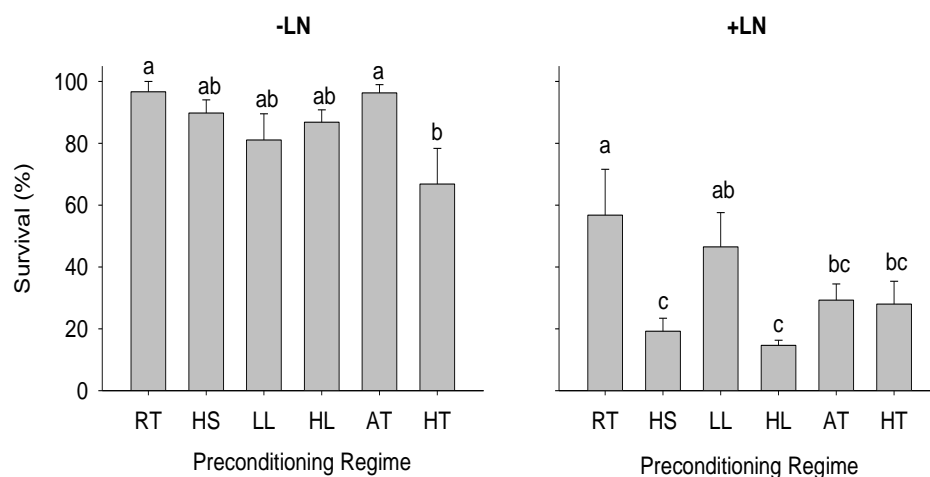 -LN
+LN
a ab ab ab a b
a c ab c bc bc
100
80
60
40
20
0
Survival (%)
RT HS LL HL AT HT
RT HS LL HL AT HT
Preconditioning Regime
Preconditioning Regime